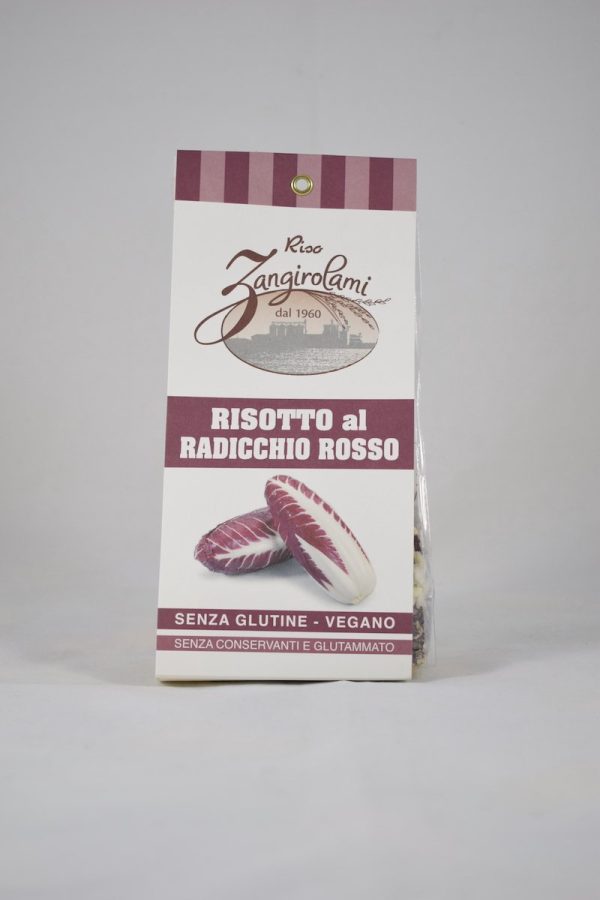 Riso
Zangirolami
dal 1960
RISOTTO al
RADICCHIO ROSSO
SENZA GLUTINE - VEGANO
SENZA CONSERVANTI E GLUTAMMATO